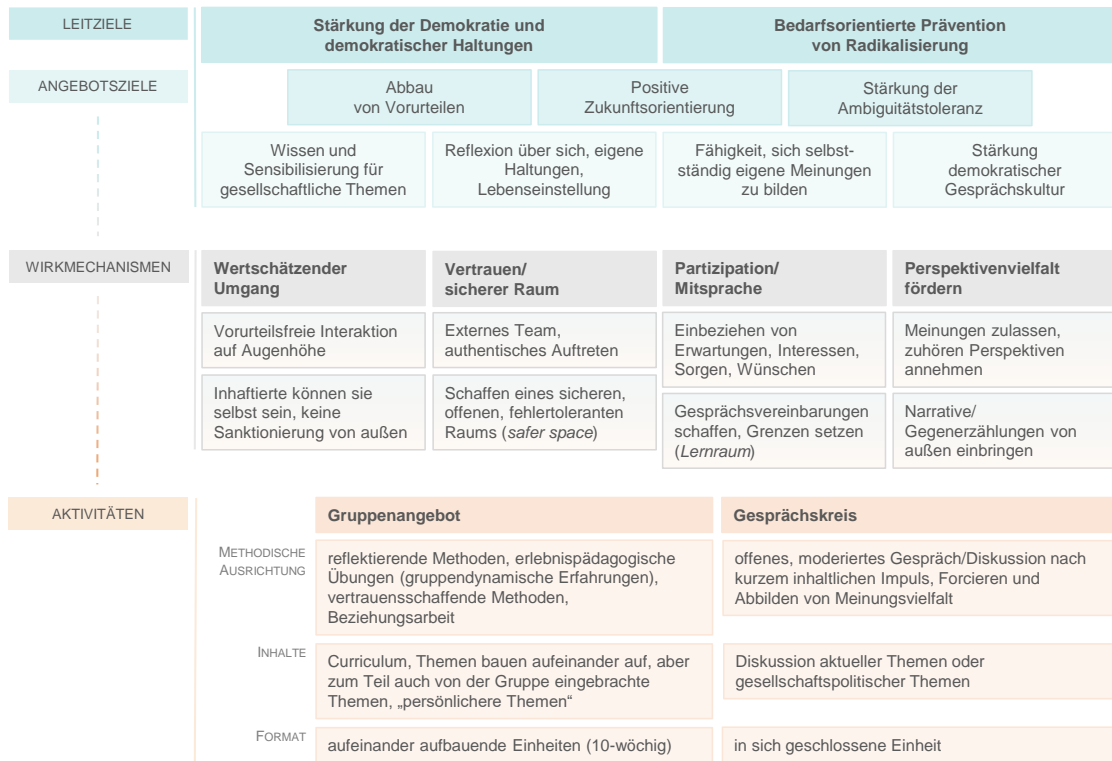 LEITZIELE
Stärkung der Demokratie und
demokratischer Haltungen
Bedarfsorientierte Prävention
von Radikalisierung
ANGEBOTSZIELE
Abbau
von Vorurteilen
Positive
Zukunftsorientierung
Stärkung der
Ambiguitätstoleranz
Wissen und
Sensibilisierung für
gesellschaftliche Themen
Reflexion über sich, eigene
Haltungen,
Lebenseinstellung
Fähigkeit, sich selbst-
ständig eigene Meinungen
zu bilden
Stärkung
demokratischer
Gesprächskultur
WIRKMECHANISMEN
Wertschätzender
Umgang
Vertrauen/
sicherer Raum
Partizipation/
Mitsprache
Perspektivenvielfalt
fördern
Vorurteilsfreie Interaktion
auf Augenhöhe
Externes Team,
authentisches Auftreten
Einbeziehen von
Erwartungen, Interessen,
Sorgen, Wünschen
Meinungen zulassen,
zuhören Perspektiven
annehmen
Inhaftierte können sie
selbst sein, keine
Sanktionierung von außen
Schaffen eines sicheren,
offenen, fehlertoleranten
Raums (safer space)
Gesprächsvereinbarungen
schaffen, Grenzen setzen
(Lernraum)
Narrative/
Gegenerzählungen von
außen einbringen
AKTIVITÄTEN
Gruppenangebot
Gesprächskreis
METHODISCHE
AUSRICHTUNG
reflektierende Methoden, erlebnispädagogische
Übungen (gruppendynamische Erfahrungen),
vertrauensschaffende Methoden,
Beziehungsarbeit
offenes, moderiertes Gespräch/Diskussion nach
kurzem inhaltlichen Impuls, Forcieren und
Abbilden von Meinungsvielfalt
INHALTE
Curriculum, Themen bauen aufeinander auf, aber
zum Teil auch von der Gruppe eingebrachte
Themen, „persönlichere Themen“
Diskussion aktueller Themen oder
gesellschaftspolitischer Themen
FORMAT
aufeinander aufbauende Einheiten (10-wöchig)
in sich geschlossene Einheit